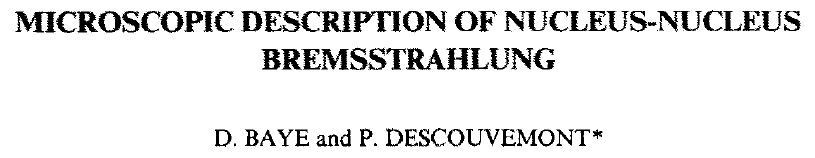 MICROSCOPIC DESCRIPTION OF NUCLEUS-NUCLEUS
BREMSSTRAHLUNG
D. BAYE and P. DESCOUVEMONT*